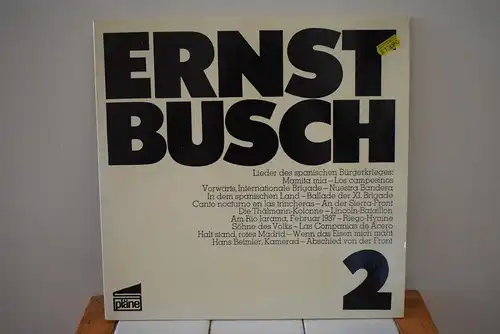 ERNST
BUSCH
Lieder des spanischen Bürgerkrieges:
Mamita mia – Los campesinos
Vorwärts, Internationale Brigade – Nuestra Bandera
In dem spanischen Land – Ballade der XI. Brigade
Canto nocturno en las trincheras – An der Sierra-Front
Die Thälmann-Kolonne – Lincoln-Bataillon
Am Rio Jarama, Februar 1937 – Riego-Hymne
Söhne des Volks – Las Companias de Acero
Halt stand, rotes Madrid – Wenn das Eisen mich mäht
Hans Beimler, Kamerad – Abschied von der Front
2
pläne